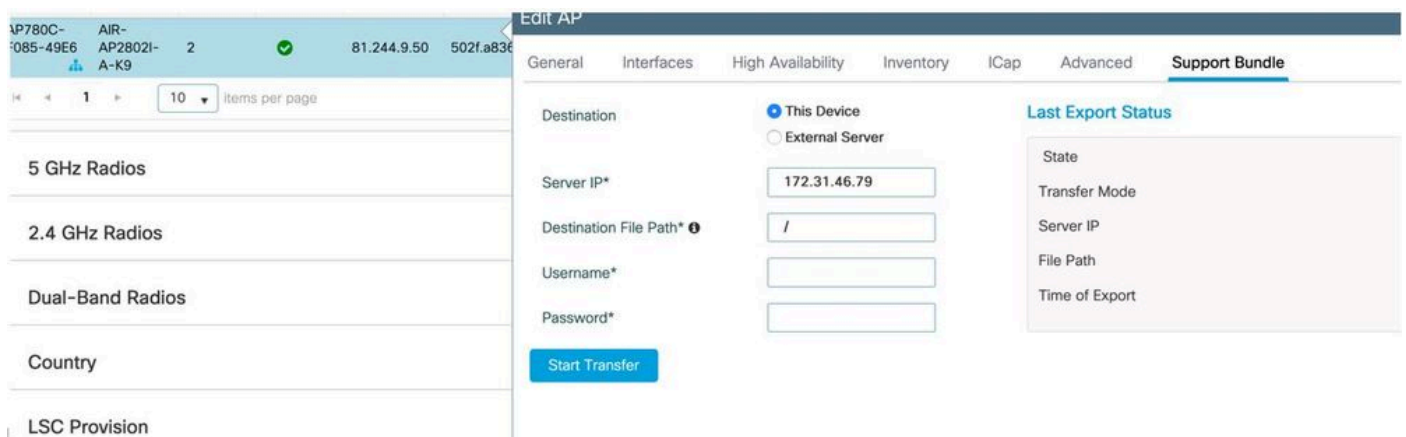 AP780C-
F085-49E6
AIR-
AP2802I-
A-K9
2
81.244.9.50
502f.a836
1
10
items per page
5 GHz Radios
2.4 GHz Radios
Dual-Band Radios
Country
LSC Provision
Edit AP
General Interfaces High Availability Inventory ICap Advanced Support Bundle
Destination
This Device
External Server
Server IP*
172.31.46.79
Destination File Path*
/
Username*
Password*
Start Transfer
Last Export Status
State
Transfer Mode
Server IP
File Path
Time of Export